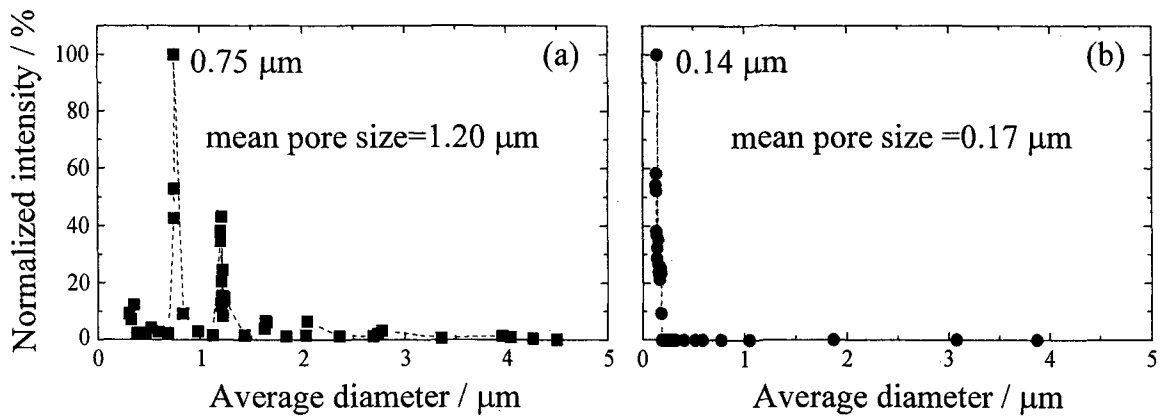 Normalized intensity / %
100
80
60
40
20
0
0.75 µm
(a)
mean pore size=1.20 µm
0 1 2 3 4 5
Average diameter / µm
0.14 µm
(b)
mean pore size =0.17 µm
0 1 2 3 4 5
Average diameter / µm